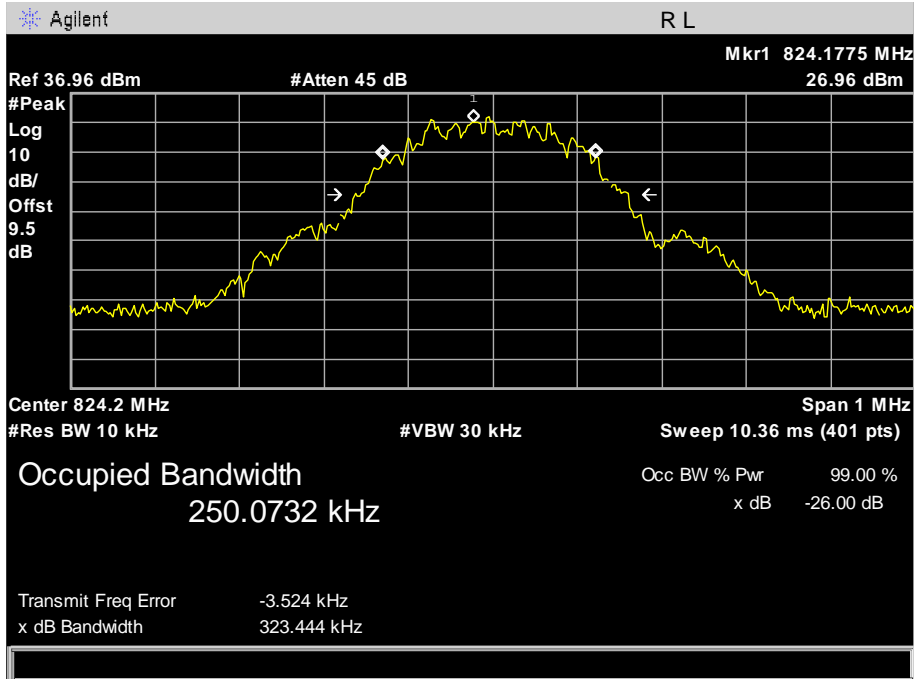 Agilent R L
Mkr1 824.1775 MHz
Ref 36.96 dBm #Atten 45 dB 26.96 dBm
#Peak
Log
10
dB/
Offst
9.5
dB
1
Center 824.2 MHz Span 1 MHz
#Res BW 10 kHz #VBW 30 kHz Sweep 10.36 ms (401 pts)
Occupied Bandwidth
250.0732 kHz
Occ BW % Pwr 99.00 %
x dB -26.00 dB
Transmit Freq Error -3.524 kHz
x dB Bandwidth 323.444 kHz